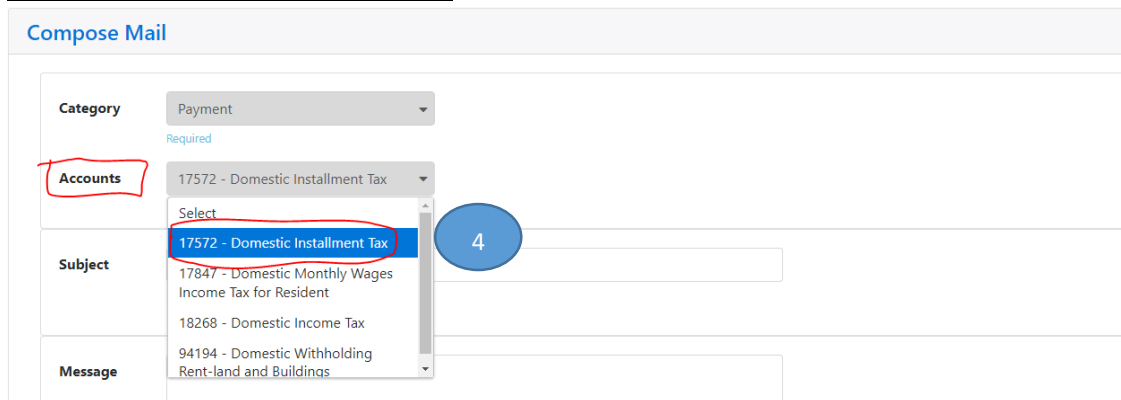 Compose Mail
Category
Payment
Required
Accounts
17572 - Domestic Installment Tax
Select
17572 - Domestic Installment Tax
4
Subject
17847 - Domestic Monthly Wages
Income Tax for Resident
18268 - Domestic Income Tax
94194 - Domestic Withholding
Rent-land and Buildings
Message